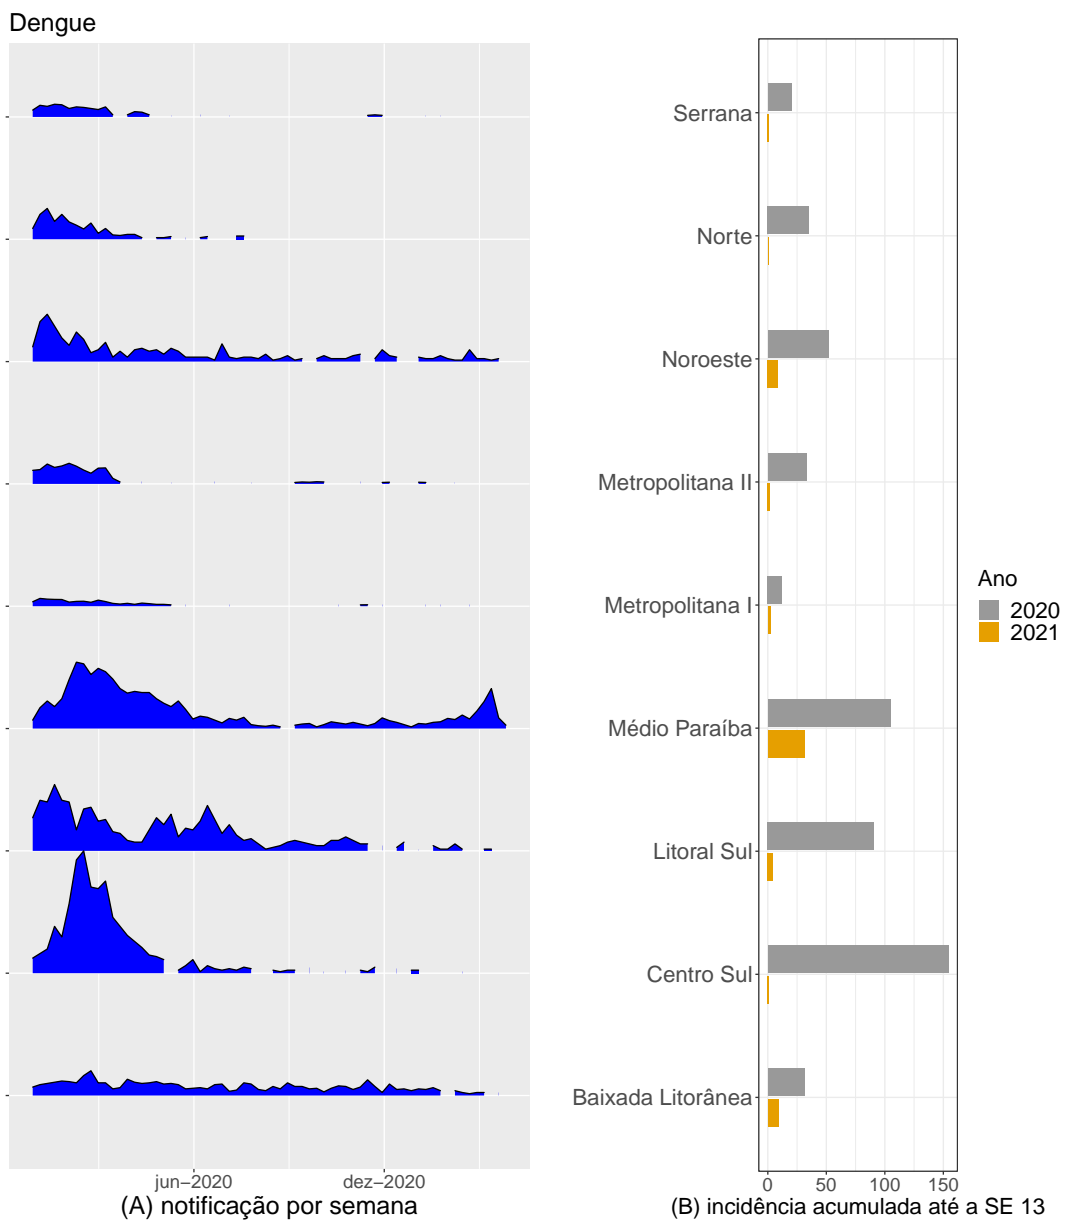 Dengue
Serrana
Norte
Noroeste
Metropolitana II
Metropolitana I
Médio Paraíba
Litoral Sul
Centro Sul
Baixada Litorânea
Ano
2020
2021
jun−2020 dez−2020
(A) notificação por semana
0 50 100 150
(B) incidência acumulada até a SE 13